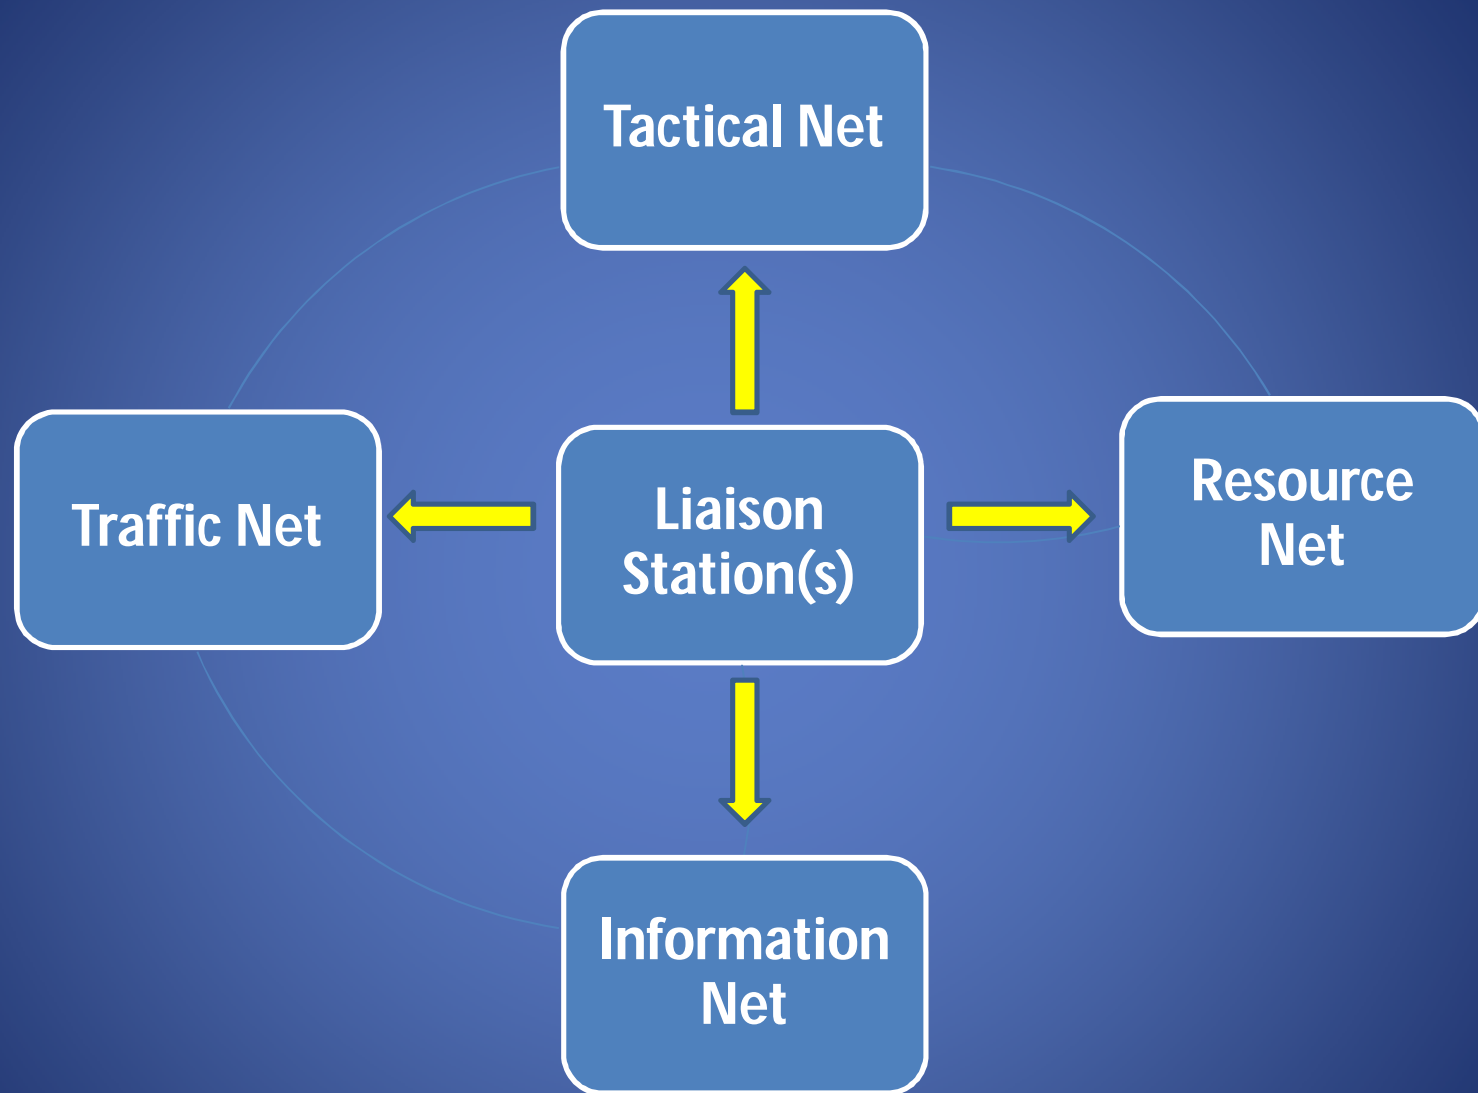 Tactical Net
Traffic Net
Liaison
Station(s)
Resource
Net
Information
Net